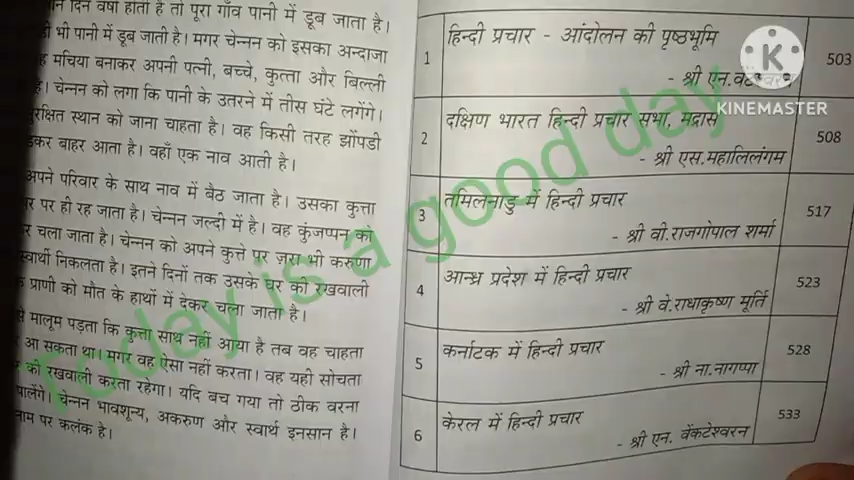 दिन वर्षा होती है तो पूरा गाँव पानी में डूब जाता है।
भी पानी में डूब जाती है। मगर चेन्नन को इसका अन्दाजा
मचिया बनाकर अपनी पत्नी, बच्चे, कुत्ता और बिल्ली
है। चेन्नन को लगा कि पानी के उतरने में तीस घंटे लगेंगे।
सुरक्षित स्थान को जाना चाहता है। वह किसी तरह झोंपडी
बाहर आता है। वहाँ एक नाव आती है।
अपने परिवार के साथ नाव में बैठ जाता है। उसका कुत्ता
पर ही रह जाता है। चेन्नन जल्दी में है। वह कुंजप्पन को
चला जाता है। चेन्नन को अपने कुत्ते पर ज़रा भी करुणा
स्वार्थी निकलता है। इतने दिनों तक उसके घर की रखवाली
प्राणी को मौत के हाथों में देकर चला जाता है।
मालूम पड़ता कि कुत्ता साथ नहीं आया है तब वह चाहता
आ सकता था। मगर वह ऐसा नहीं करता। वह यही सोचता
की रखवाली करता रहेगा। यदि बच गया तो ठीक वरना
पालेंगे। चेन्नन भावशून्य, अकरुण और स्वार्थ इनसान है।
नाम पर कलंक है।
1 हिन्दी प्रचार - आंदोलन की पृष्ठभूमि 503
- श्री एन.
2 दक्षिण भारत हिन्दी प्रचार सभा, मद्रास 508
- श्री एस.महालिलंगम
3 तमिलनाडु में हिन्दी प्रचार 517
- श्री वी.राजगोपाल शर्मा
4 आन्ध्र प्रदेश में हिन्दी प्रचार 523
- श्री वे.राधाकृष्ण मूर्ति
5 कर्नाटक में हिन्दी प्रचार 528
- श्री ना.नागप्पा
6 केरल में हिन्दी प्रचार 533
- श्री एन. वेंकटेश्वरन
Today is a good day
K
KINEMASTER